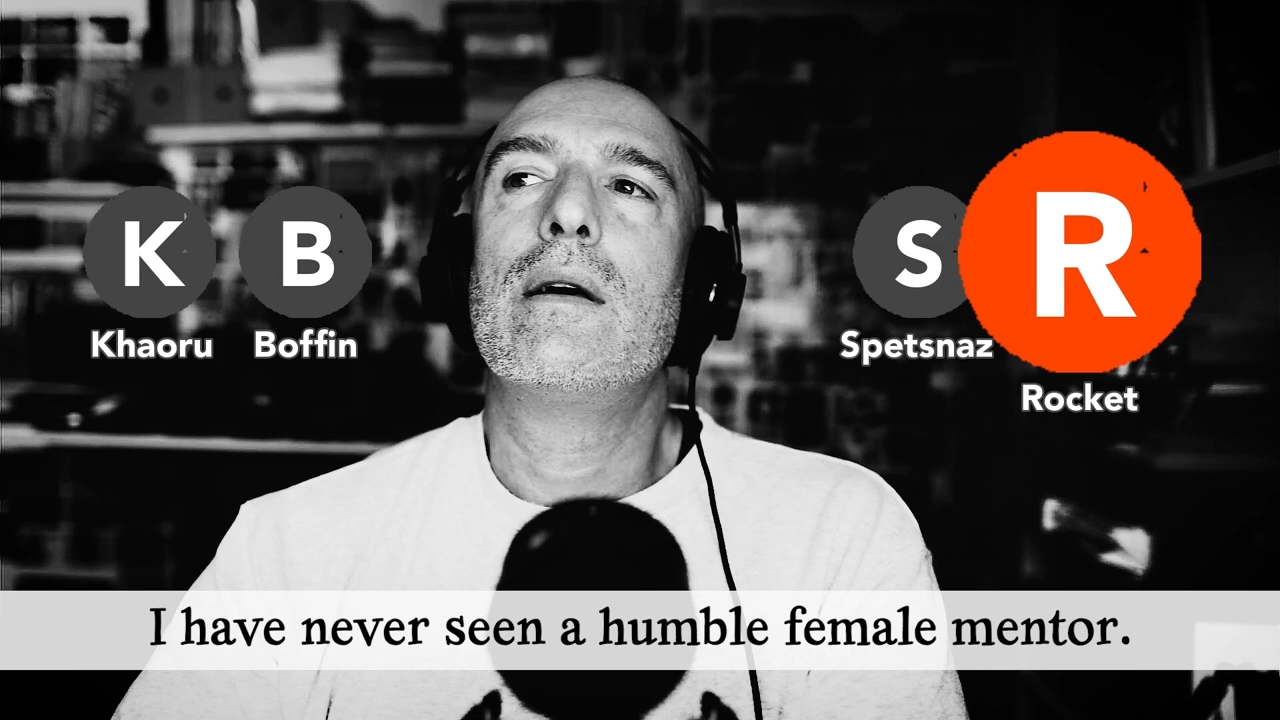 K B S R
Khaoru Boffin Spetsnaz
Rocket
I have never seen a humble female mentor.